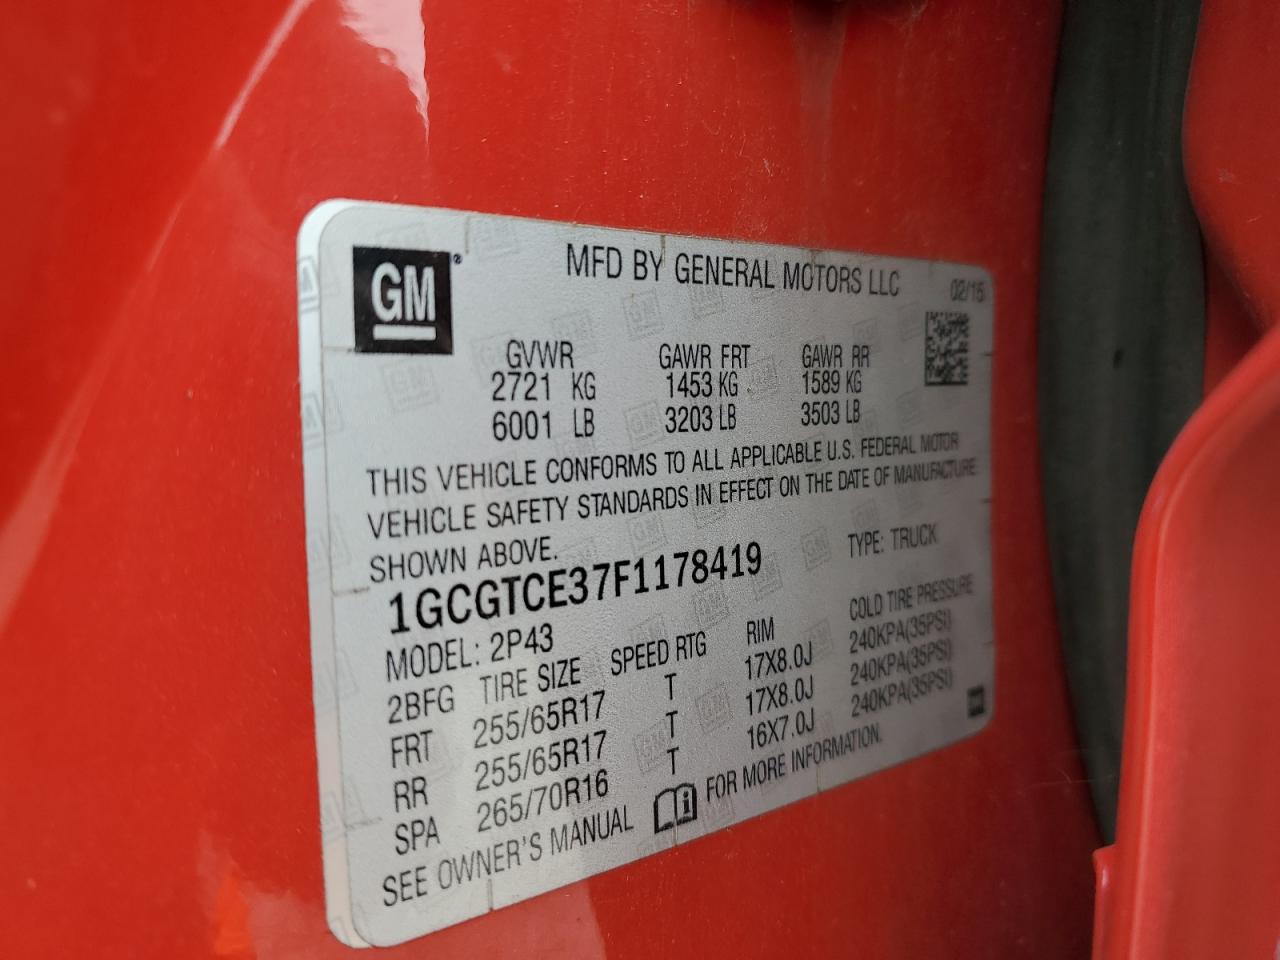 GM® MFD BY GENERAL MOTORS LLC 02/15
GVWR GAWR FRT GAWR RR
2721 KG 1453 KG 1589 KG
6001 LB 3203 LB 3503 LB
THIS VEHICLE CONFORMS TO ALL APPLICABLE U.S. FEDERAL MOTOR
VEHICLE SAFETY STANDARDS IN EFFECT ON THE DATE OF MANUFACTURE
SHOWN ABOVE.
1GCGTCE37F1178419 TYPE: TRUCK
MODEL: 2P43
2BFG TIRE SIZE SPEED RTG RIM COLD TIRE PRESSURE
FRT 255/65R17 T 17X8.0J 240KPA(35PSI)
RR 255/65R17 T 17X8.0J 240KPA(35PSI)
SPA 265/70R16 T 16X7.0J 240KPA(35PSI)
SEE OWNER'S MANUAL i FOR MORE INFORMATION.